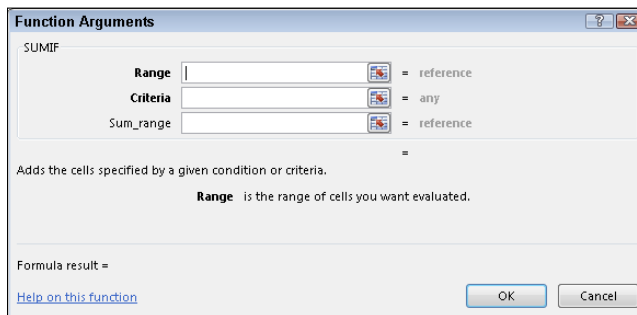 Function Arguments
SUMIF
Range = reference
Criteria = any
Sum_range = reference
=
Adds the cells specified by a given condition or criteria.
Range is the range of cells you want evaluated.
Formula result =
Help on this function
OK Cancel